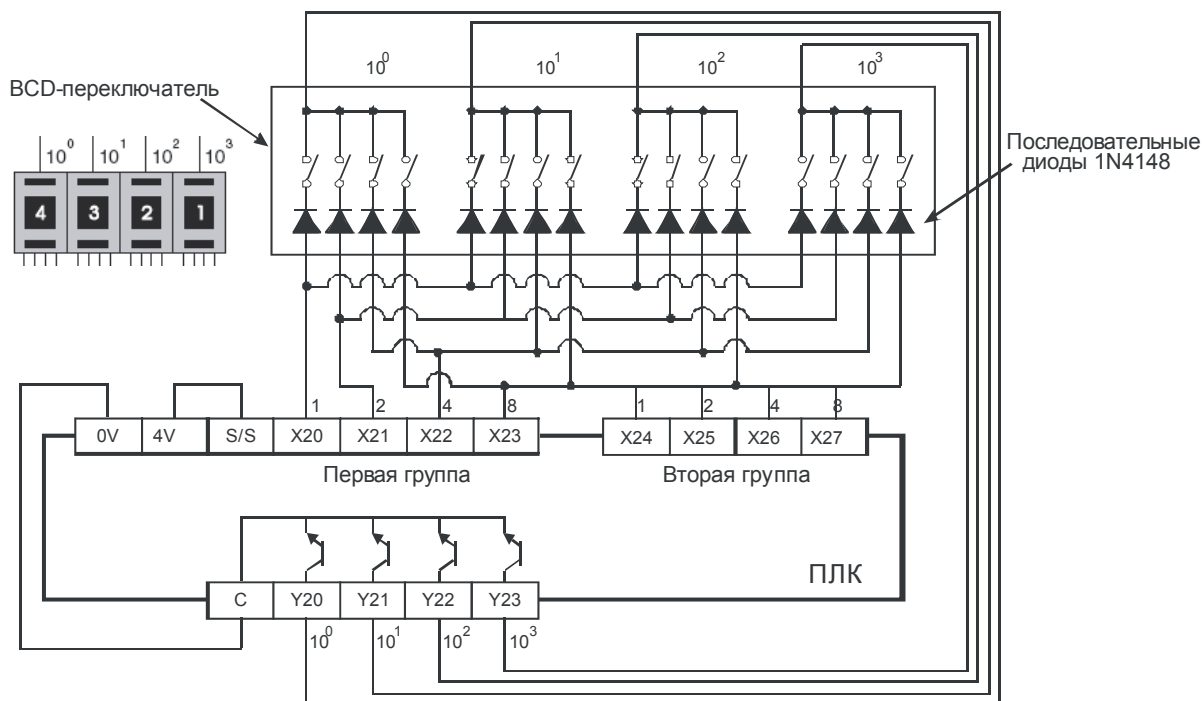 10⁰ 10¹ 10² 10³
BCD-переключатель
10⁰ 10¹ 10² 10³
4 3 2 1
Последовательные
диоды 1N4148
1 2 4 8 1 2 4 8
0V 4V S/S X20 X21 X22 X23 X24 X25 X26 X27
Первая группа Вторая группа
ПЛК
C Y20 Y21 Y22 Y23
10⁰ 10¹ 10² 10³